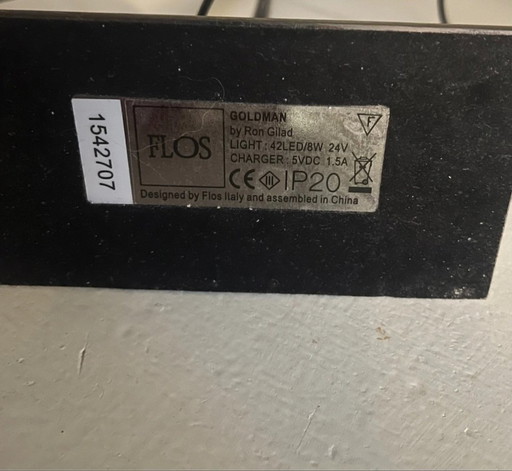 1542707
FLOS
GOLDMAN
by Ron Gilad
LIGHT : 42LED/8W 24V
CHARGER : 5VDC 1.5A
CE III IP20
F
Designed by Flos Italy and assembled in China